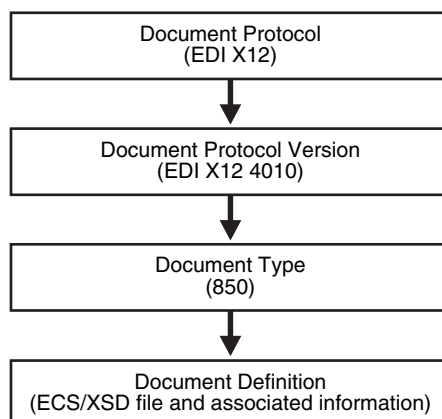 Document Protocol
(EDI X12)
Document Protocol Version
(EDI X12 4010)
Document Type
(850)
Document Definition
(ECS/XSD file and associated information)